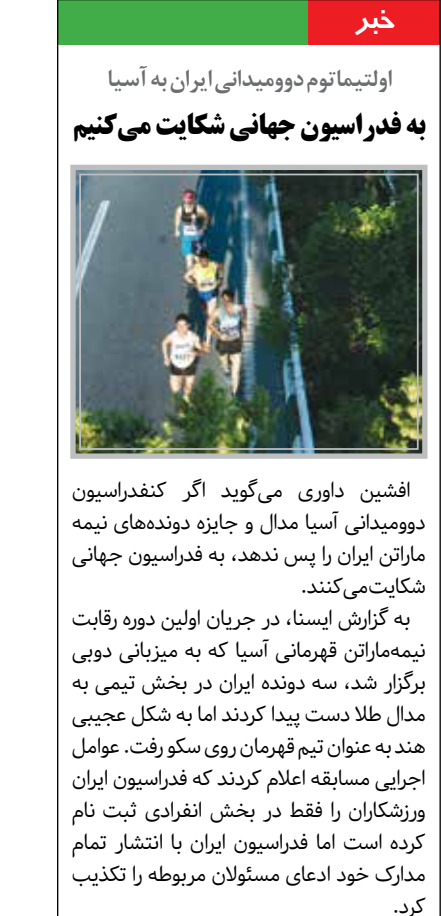 خبر
اولتیماتوم دوومیدانی ایران به آسیا
به فدراسیون جهانی شکایت می‌کنیم
افشین داوری می‌گوید اگر کنفدراسیون
دوومیدانی آسیا مدال و جایزه دونده‌های نیمه
ماراتن ایران را پس ندهد، به فدراسیون جهانی
شکایت‌می‌کنند.
به گزارش ایسنا، در جریان اولین دوره رقابت
نیمه‌ماراتن قهرمانی آسیا که به میزبانی دوبی
برگزار شد، سه دونده ایران در بخش تیمی به
مدال طلا دست پیدا کردند اما به شکل عجیبی
هند به عنوان تیم قهرمان روی سکو رفت. عوامل
اجرایی مسابقه اعلام کردند که فدراسیون ایران
ورزشکاران را فقط در بخش انفرادی ثبت نام
کرده است اما فدراسیون ایران با انتشار تمام
مدارک خود ادعای مسئولان مربوطه را تکذیب
کرد.